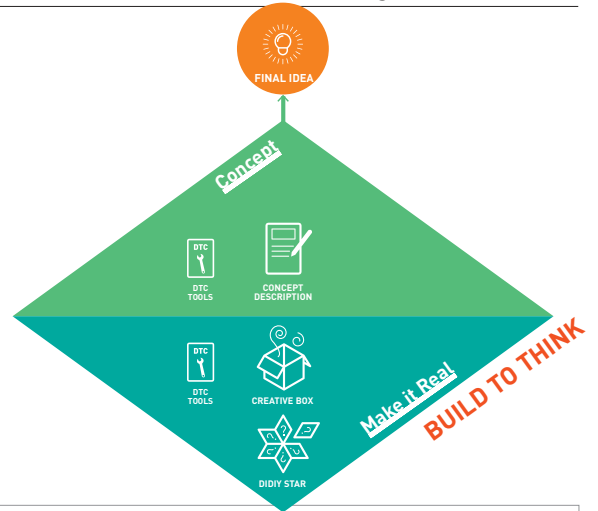 FINAL IDEA
Concept
DTC
DTC
TOOLS
CONCEPT
DESCRIPTION
DTC
DTC
TOOLS
CREATIVE BOX
Make it Real
BUILD TO THINK
? ? ? ? ? ?
DIDIY STAR